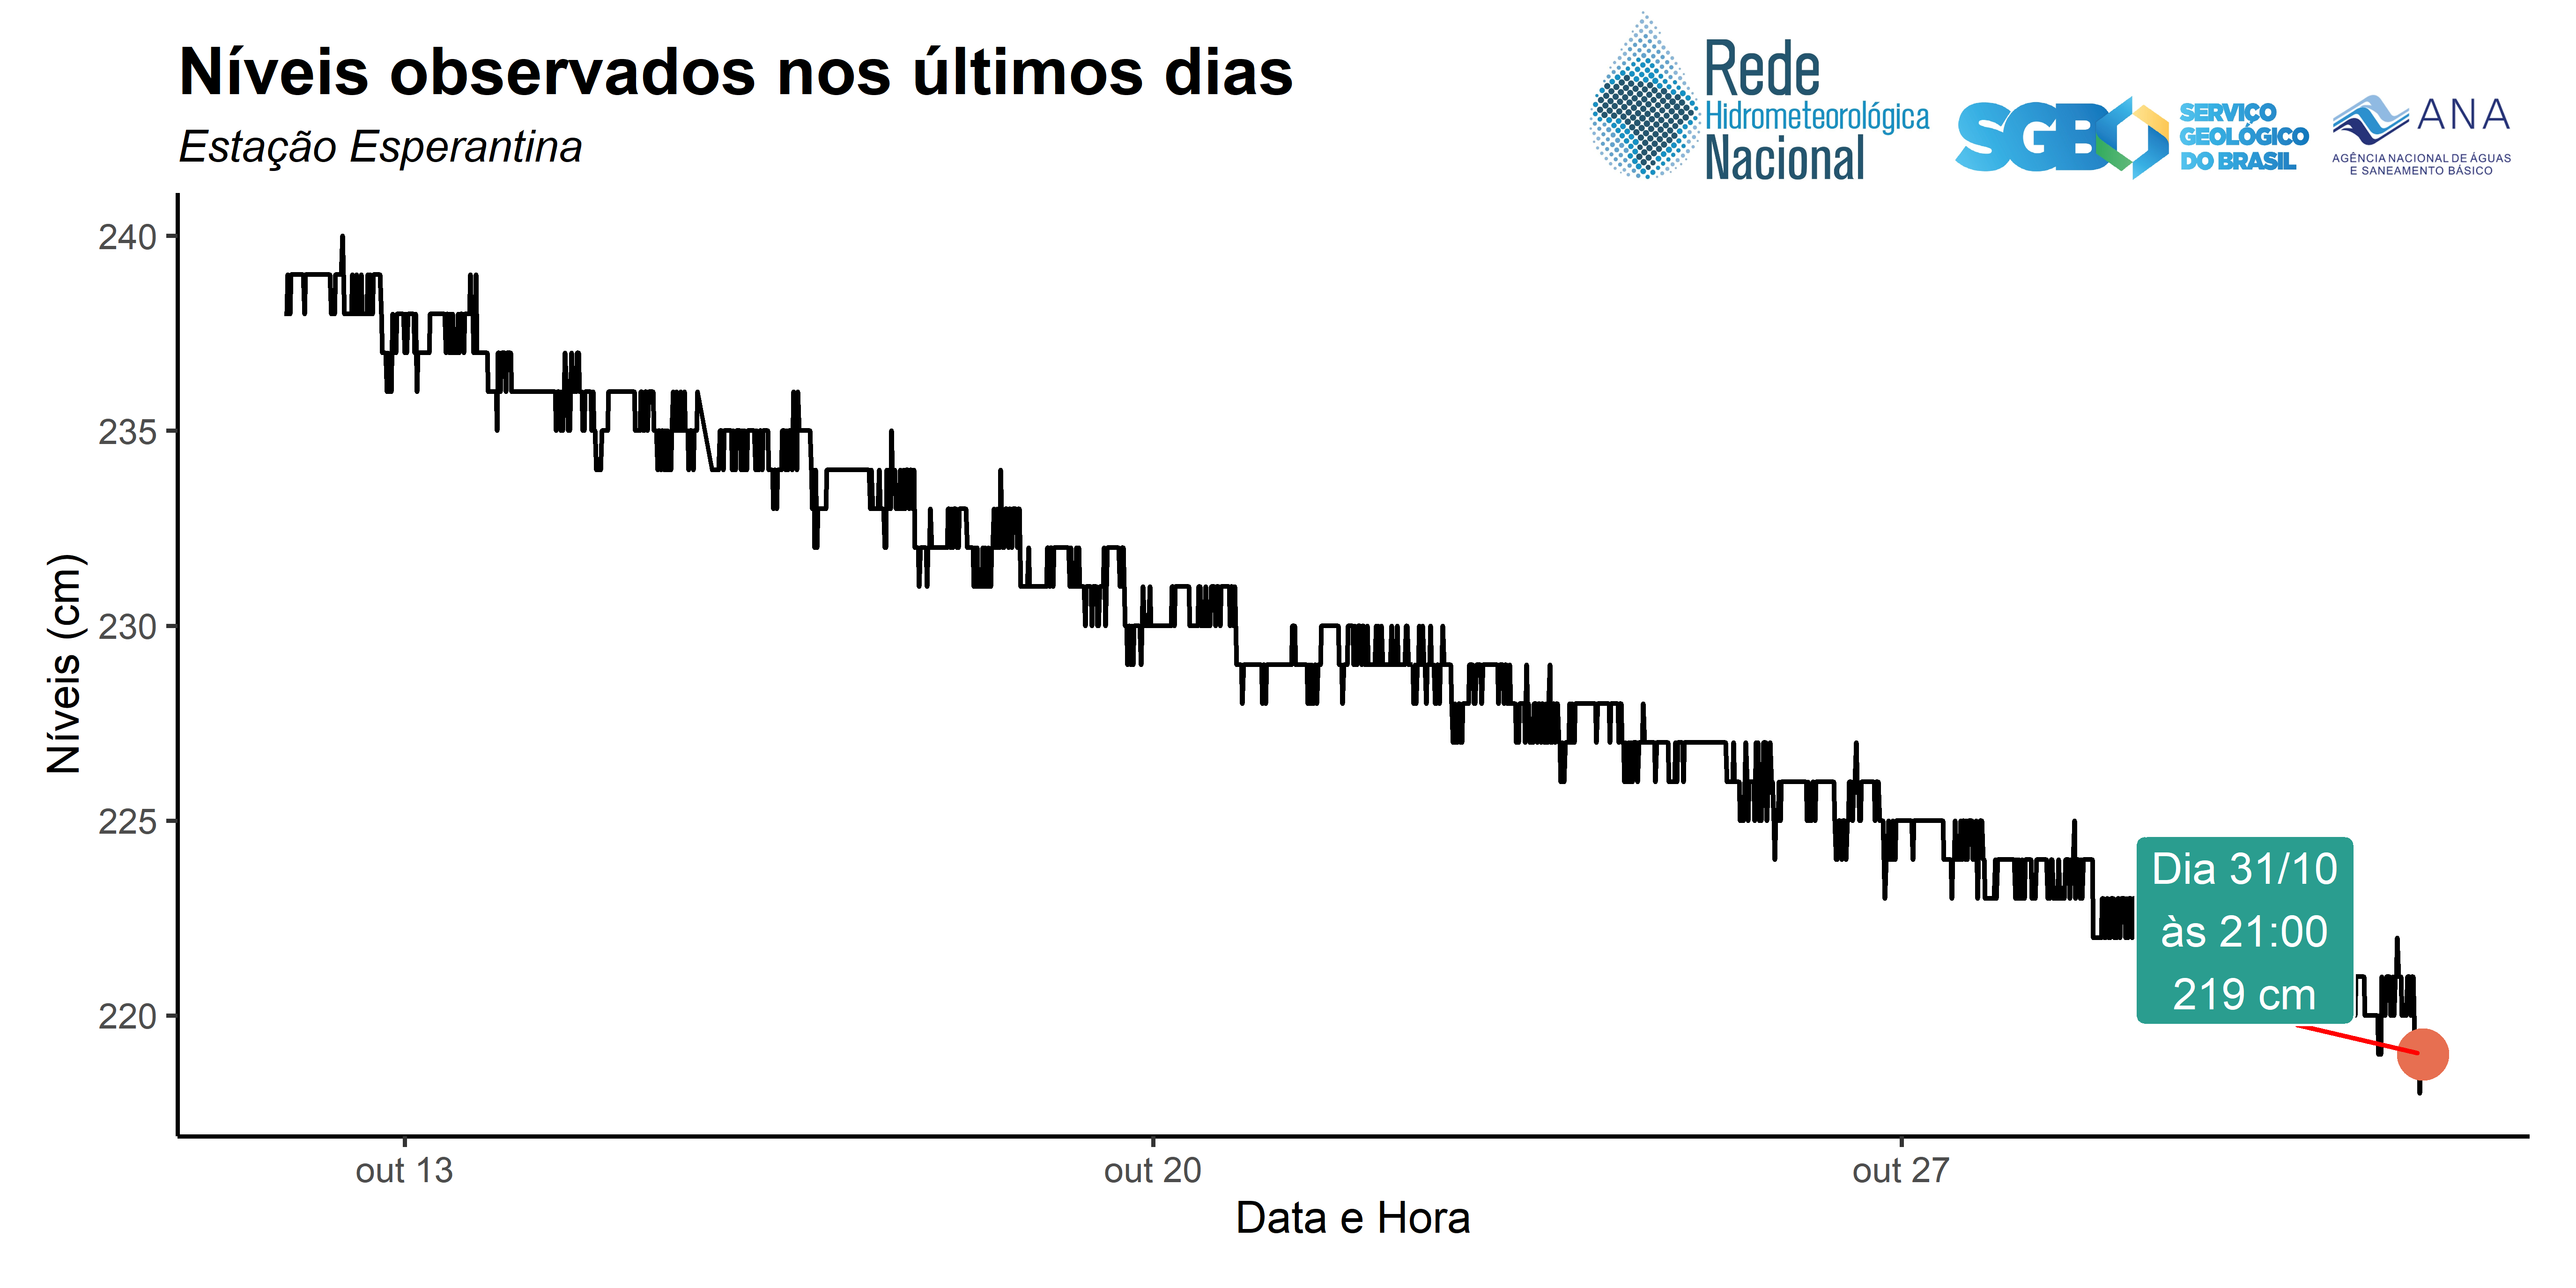 Níveis observados nos últimos dias
Estação Esperantina
Rede
Hidrometeorológica
Nacional
SGB
SERVIÇO
GEOLÓGICO
DO BRASIL
ANA
AGÊNCIA NACIONAL DE ÁGUAS
E SANEAMENTO BÁSICO
Níveis (cm)
240
235
230
225
220
Dia 31/10
às 21:00
219 cm
out 13
out 20
out 27
Data e Hora